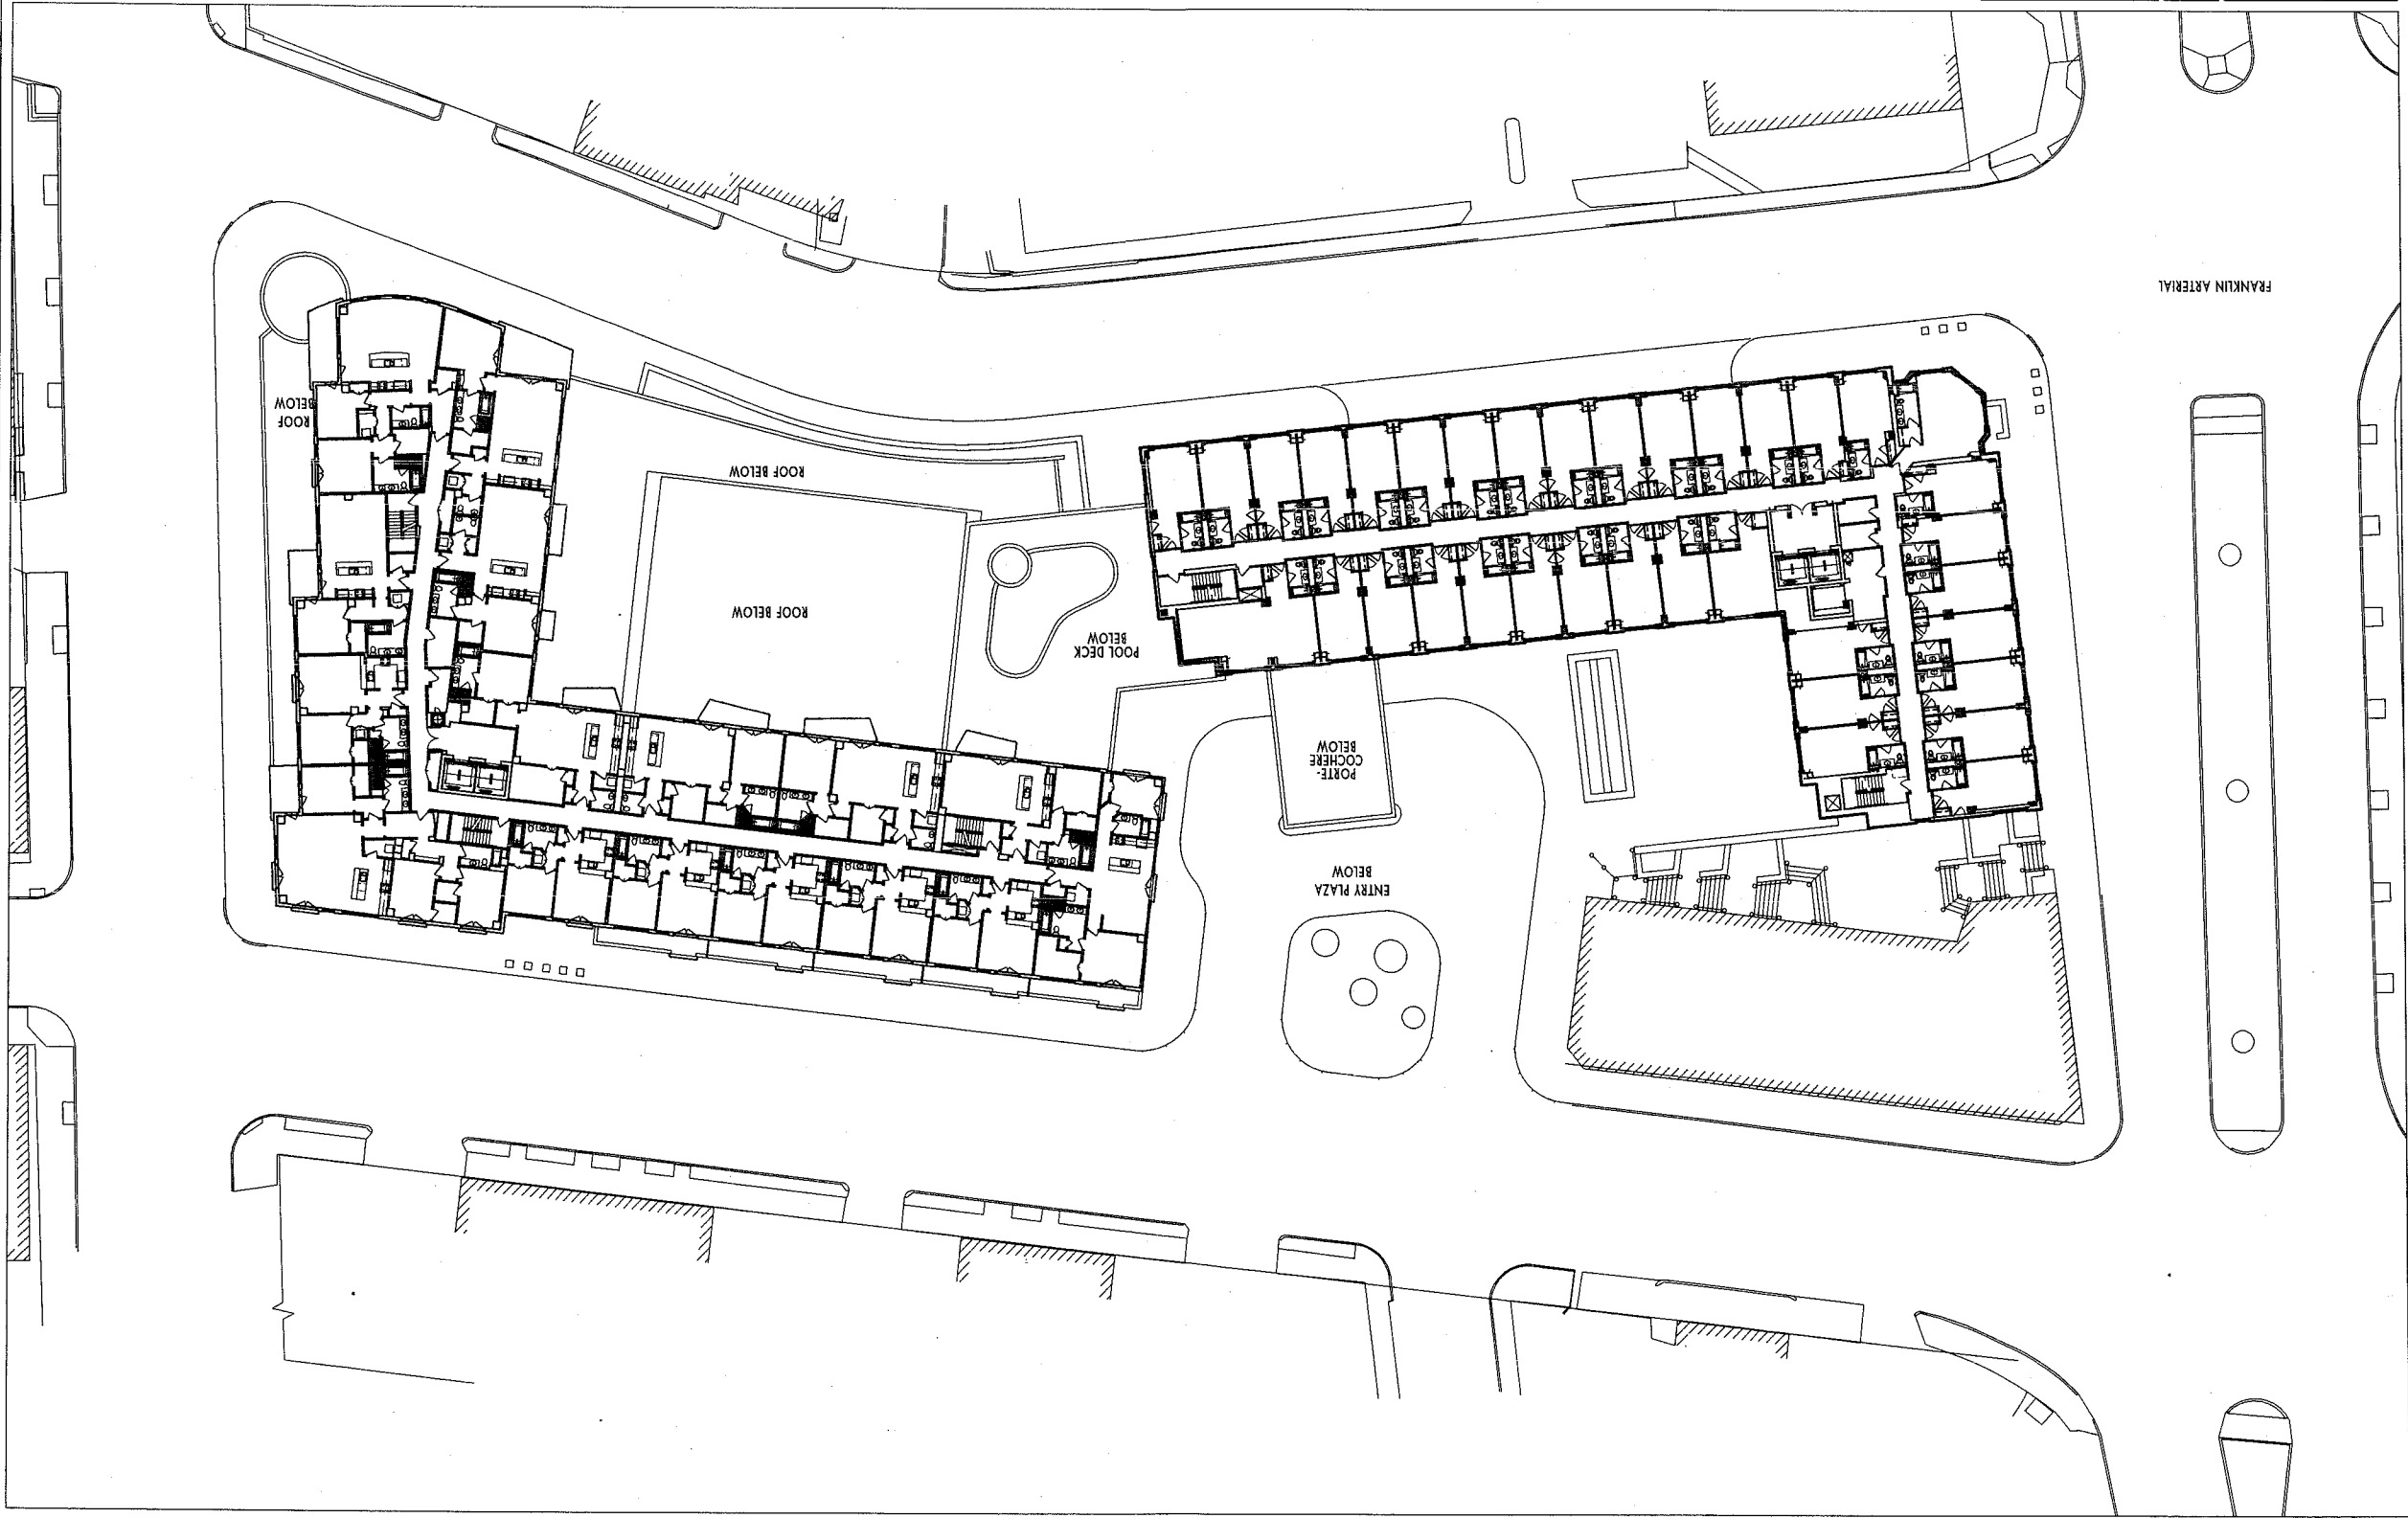 FRANKLIN ARTERIAL
ROOF
BELOW
ROOF BELOW
ROOF BELOW
POOL DECK
BELOW
PORTE-
COCHERE
BELOW
ENTRY PLAZA
BELOW